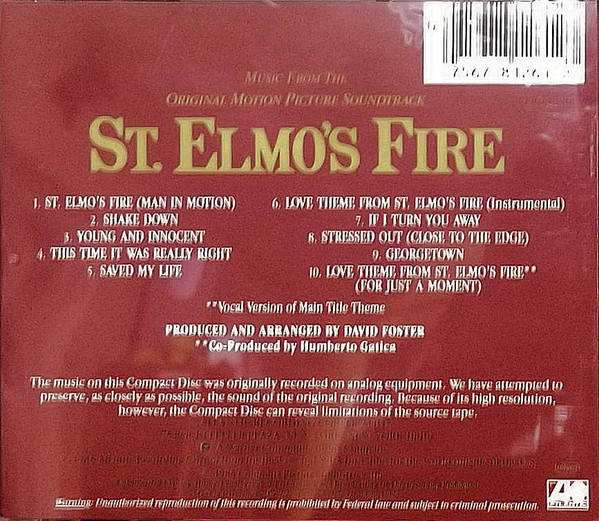 MUSIC FROM THE
ORIGINAL MOTION PICTURE SOUNDTRACK
ST. ELMO'S FIRE
1. ST. ELMO'S FIRE (MAN IN MOTION)
2. SHAKE DOWN
3. YOUNG AND INNOCENT
4. THIS TIME IT WAS REALLY RIGHT
5. SAVED MY LIFE
6. LOVE THEME FROM ST. ELMO'S FIRE (Instrumental)
7. IF I TURN YOU AWAY
8. STRESSED OUT (CLOSE TO THE EDGE)
9. GEORGETOWN
10. LOVE THEME FROM ST. ELMO'S FIRE**
(FOR JUST A MOMENT)
**Vocal Version of Main Title Theme
PRODUCED AND ARRANGED BY DAVID FOSTER
**Co-Produced by Humberto Gatica
The music on this Compact Disc was originally recorded on analog equipment. We have attempted to
preserve, as closely as possible, the sound of the original recording. Because of its high resolution,
however, the Compact Disc can reveal limitations of the source tape.
Warning: Unauthorized reproduction of this recording is prohibited by Federal law and subject to criminal prosecution.